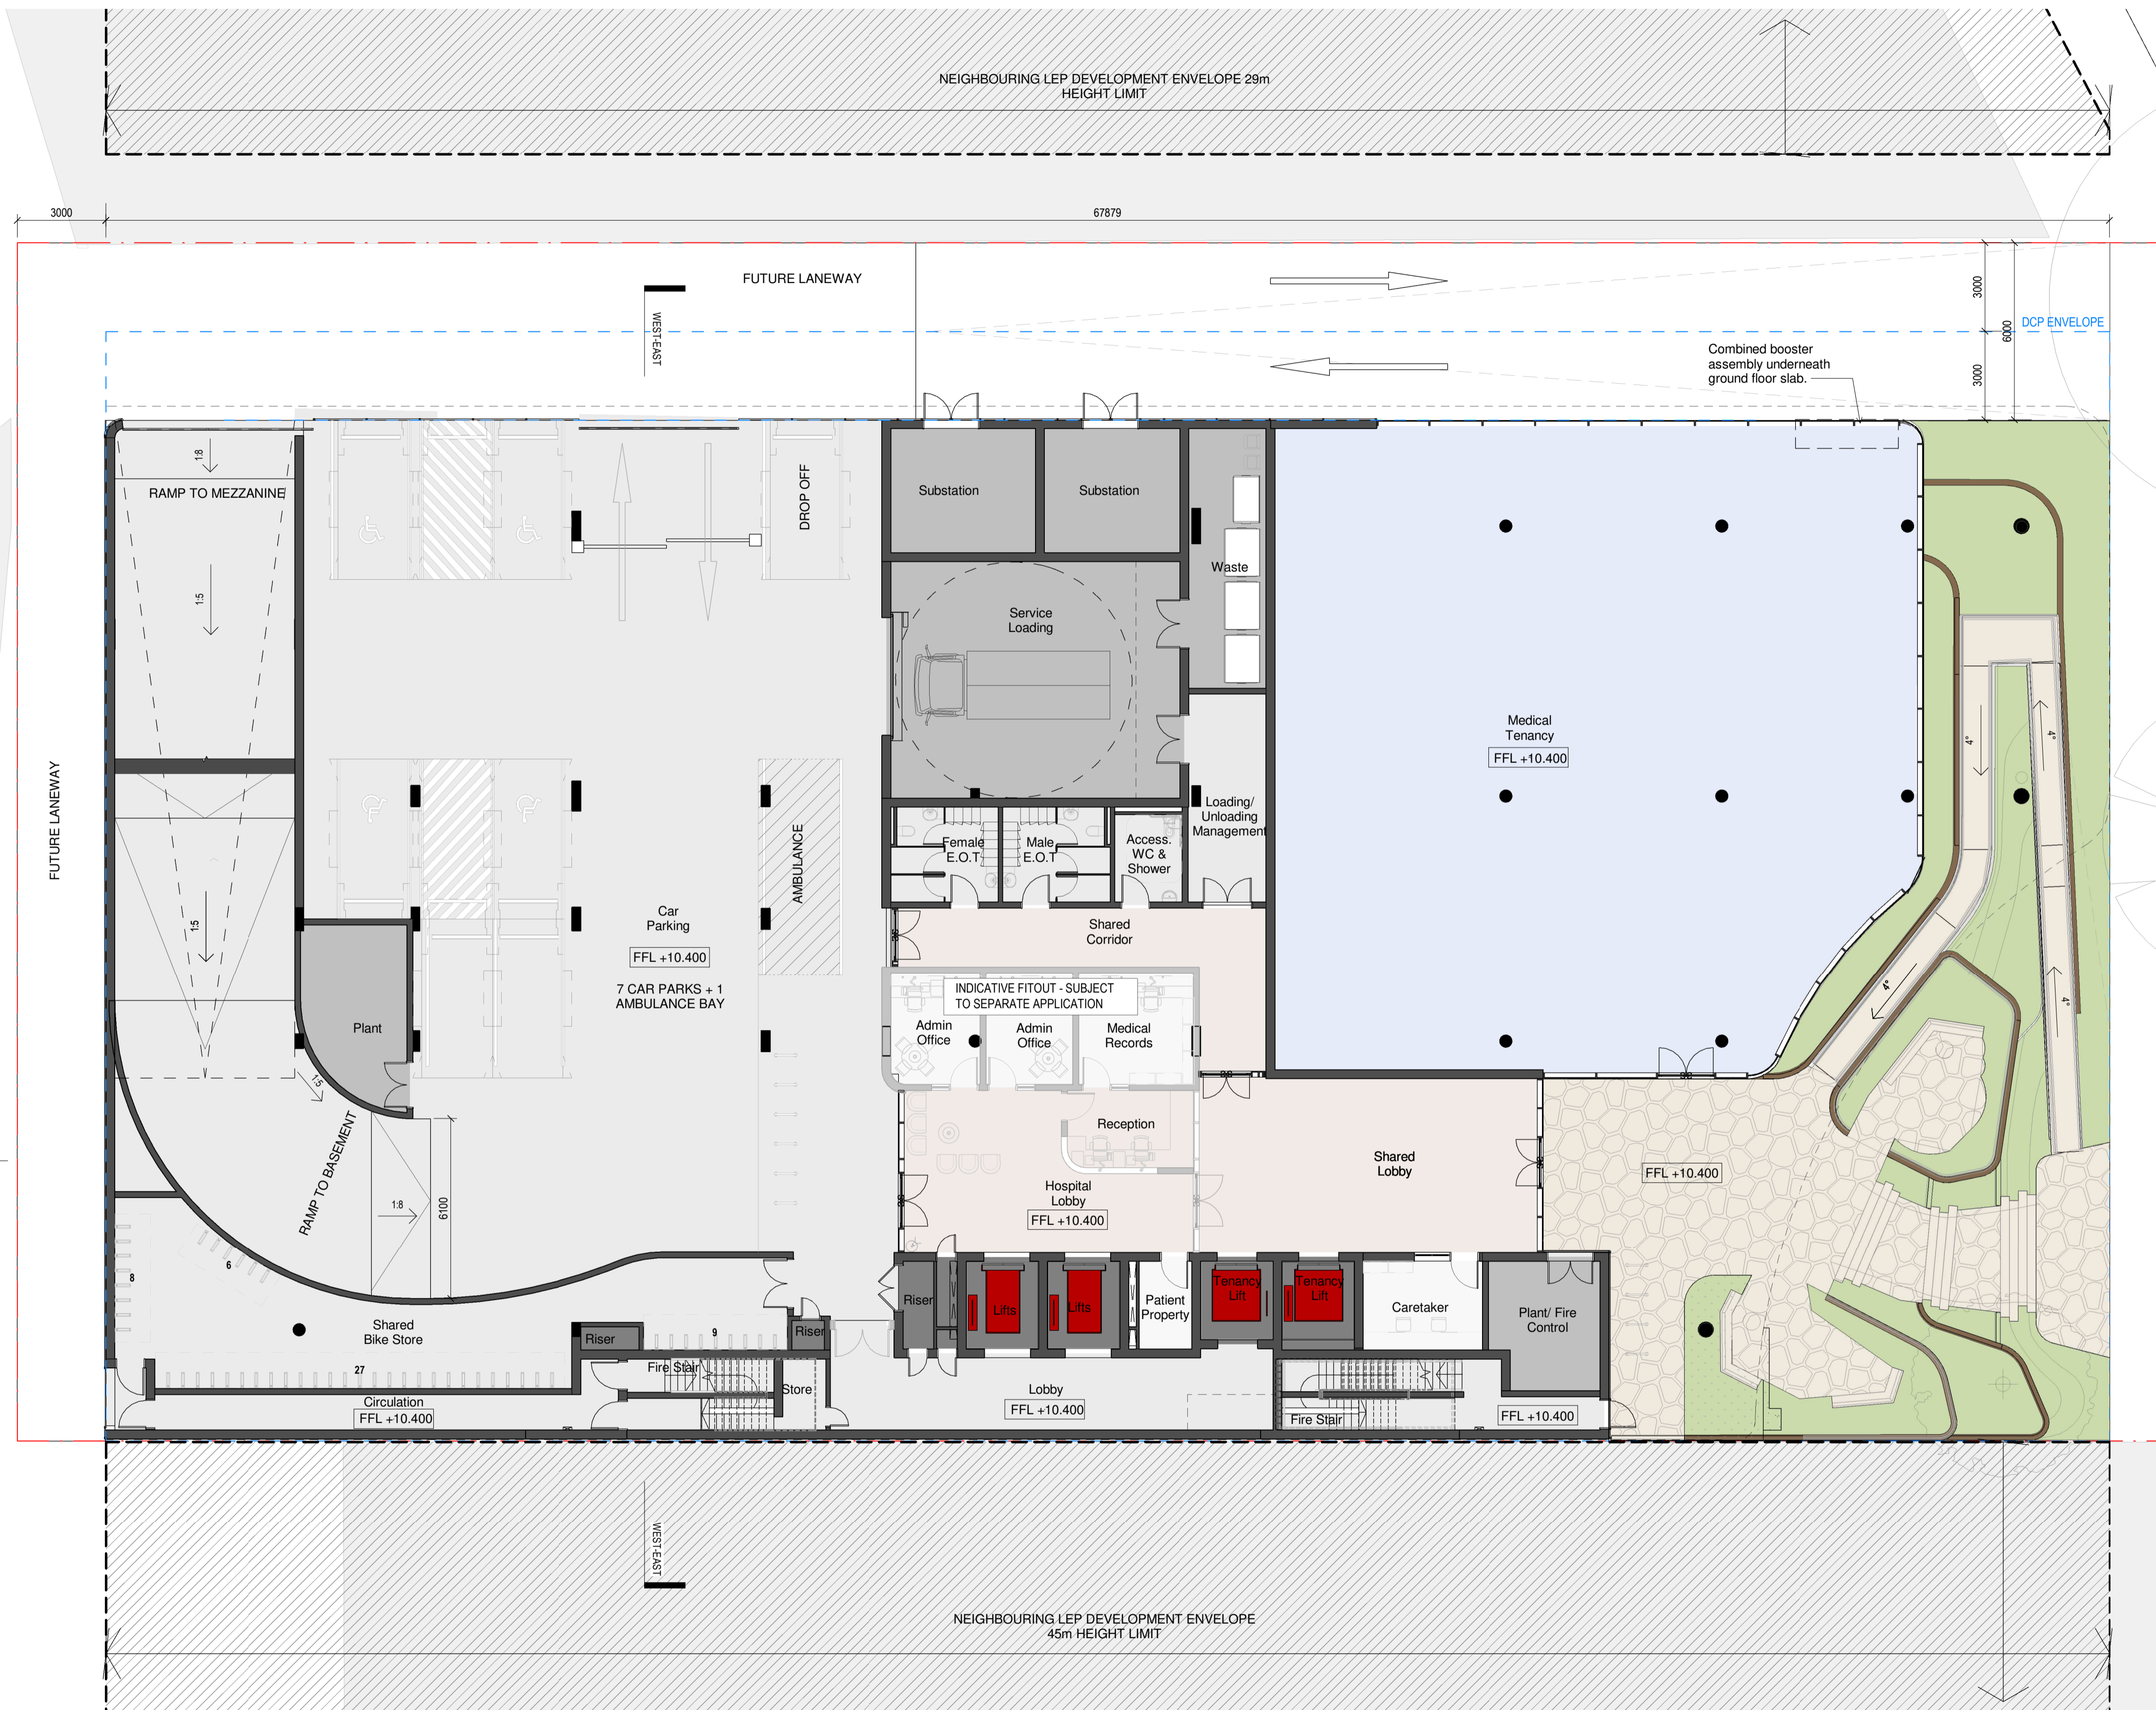 NEIGHBOURING LEP DEVELOPMENT ENVELOPE 29m
HEIGHT LIMIT
3000
67879
FUTURE LANEWAY
WEST-EAST
3000
6000
DCP ENVELOPE
3000
Combined booster
assembly underneath
ground floor slab.
FUTURE LANEWAY
1:8
RAMP TO MEZZANINE
1:5
DROP OFF
Substation
Substation
Waste
Service
Loading
Medical
Tenancy
FFL +10.400
4°
4°
Loading/
Unloading
Management
Female
E.O.T
Male
E.O.T
Access.
WC &
Shower
AMBULANCE
1:5
Car
Parking
FFL +10.400
7 CAR PARKS + 1
AMBULANCE BAY
Shared
Corridor
INDICATIVE FITOUT - SUBJECT
TO SEPARATE APPLICATION
4°
4°
Plant
Admin
Office
Admin
Office
Medical
Records
1:5
RAMP TO BASEMENT
1:8
6100
Reception
Shared
Lobby
FFL +10.400
Hospital
Lobby
FFL +10.400
8
6
Shared
Bike Store
Riser
9
Riser
Riser
Lifts
Lifts
Patient
Property
Tenancy
Lift
Tenancy
Lift
Caretaker
Plant/ Fire
Control
27
Fire Stair
Store
Circulation
FFL +10.400
Lobby
FFL +10.400
Fire Stair
FFL +10.400
WEST-EAST
NEIGHBOURING LEP DEVELOPMENT ENVELOPE
45m HEIGHT LIMIT